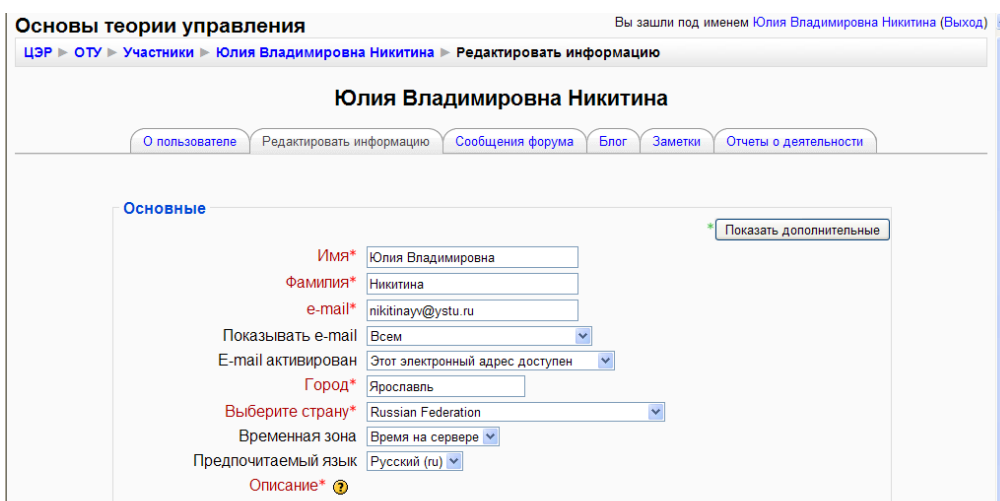 Основы теории управления
Вы зашли под именем Юлия Владимировна Никитина (Выход)
ЦЭР ► ОТУ ► Участники ► Юлия Владимировна Никитина ► Редактировать информацию
Юлия Владимировна Никитина
О пользователе Редактировать информацию Сообщения форума Блог Заметки Отчеты о деятельности
Основные
* Показать дополнительные
Имя* Юлия Владимировна
Фамилия* Никитина
e-mail* nikitinayv@ystu.ru
Показывать e-mail Всем
E-mail активирован Этот электронный адрес доступен
Город* Ярославль
Выберите страну* Russian Federation
Временная зона Время на сервере
Предпочитаемый язык Русский (ru)
Описание* ?